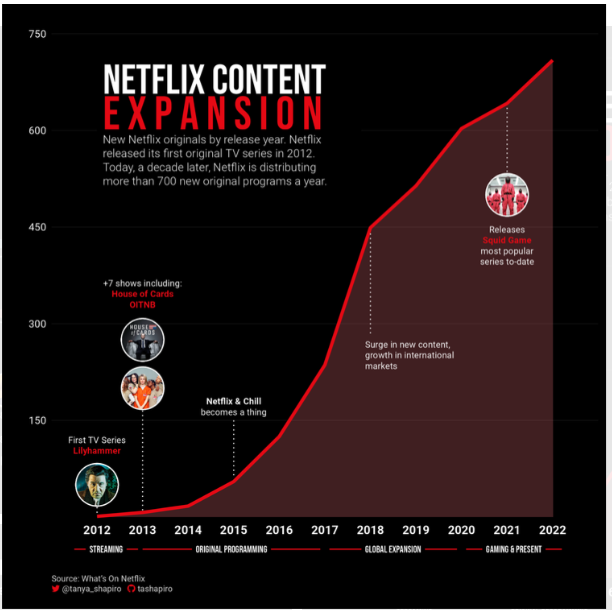 750
NETFLIX CONTENT
EXPANSION
New Netflix originals by release year. Netflix
released its first original TV series in 2012.
Today, a decade later, Netflix is distributing
more than 700 new original programs a year.
600
Releases
Squid Game
most popular
series to-date
450
+7 shows including:
House of Cards
OITNB
HOUSE
of CARDS
300
Surge in new content,
growth in international
markets
Netflix & Chill
becomes a thing
150
First TV Series
Lilyhammer
2012 2013 2014 2015 2016 2017 2018 2019 2020 2021 2022
STREAMING ORIGINAL PROGRAMMING GLOBAL EXPANSION GAMING & PRESENT
Source: What's On Netflix
@tanya_shapiro tashapiro